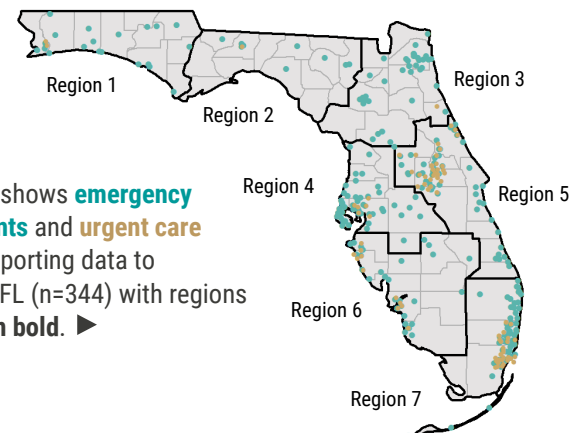 Region 1
Region 2
Region 3
Region 4
Region 5
Region 6
Region 7
shows emergency
nts and urgent care
porting data to
FL (n=344) with regions
n bold. ►